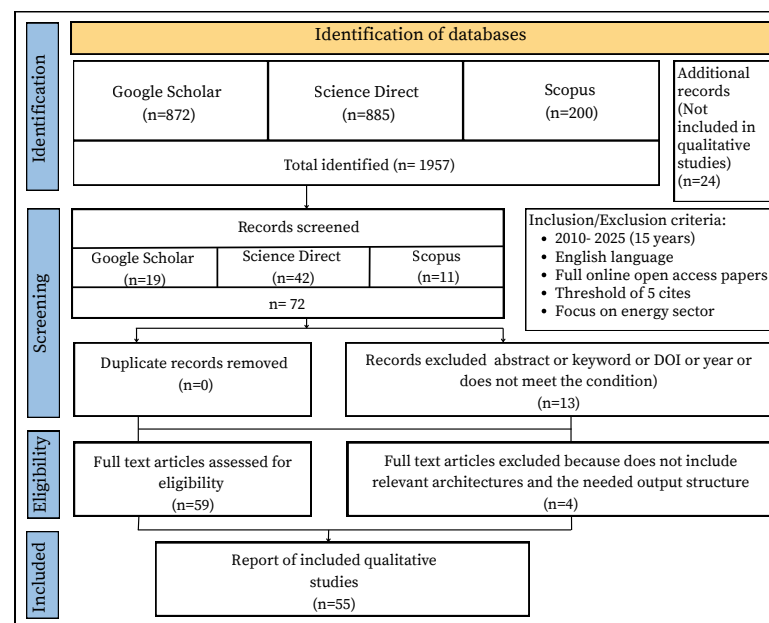 Identification of databases
Identification
Google Scholar
(n=872)
Science Direct
(n=885)
Scopus
(n=200)
Total identified (n= 1957)
Additional
records
(Not
included in
qualitative
studies)
(n=24)
Screening
Records screened
Google Scholar
(n=19)
Science Direct
(n=42)
Scopus
(n=11)
n= 72
Inclusion/Exclusion criteria:
• 2010- 2025 (15 years)
• English language
• Full online open access papers
• Threshold of 5 cites
• Focus on energy sector
Duplicate records removed
(n=0)
Records excluded abstract or keyword or DOI or year or
does not meet the condition)
(n=13)
Eligibility
Full text articles assessed for
eligibility
(n=59)
Full text articles excluded because does not include
relevant architectures and the needed output structure
(n=4)
Included
Report of included qualitative
studies
(n=55)